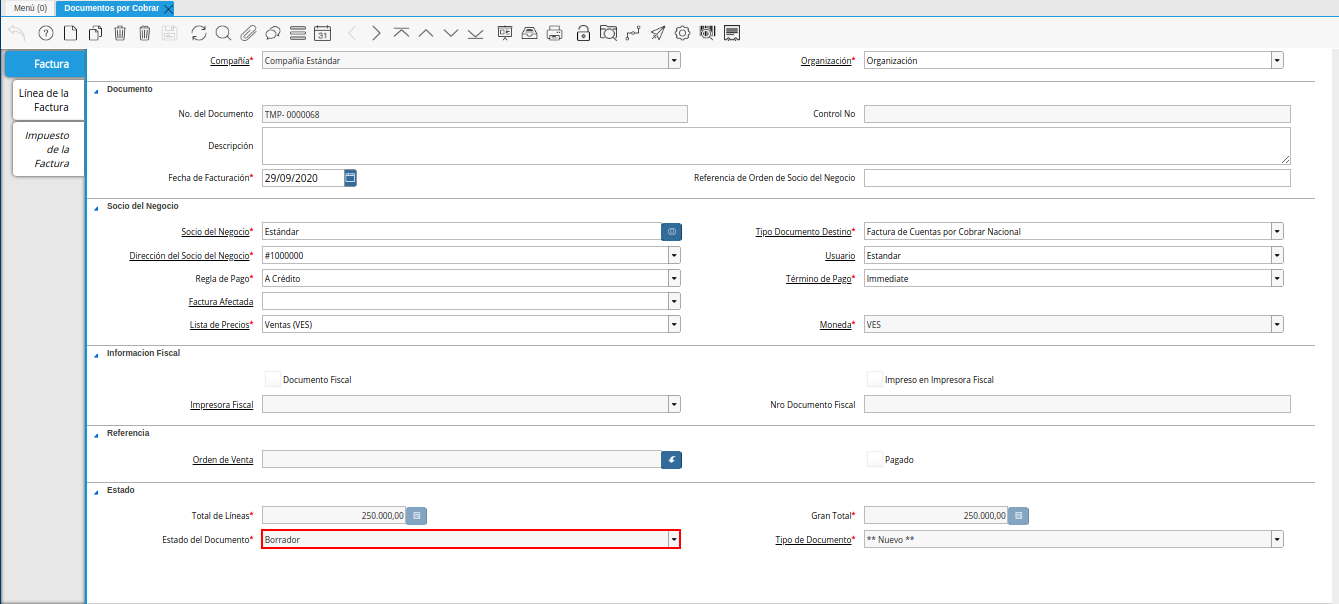 Menú (0)
Documentos por Cobrar
31
Factura
Línea de la
Factura
Impuesto
de la
Factura
Compañía* Compañía Estándar Organización* Organización
Documento
No. del Documento TMP- 0000068 Control No
Descripción
Fecha de Facturación* 29/09/2020 Referencia de Orden de Socio del Negocio
Socio del Negocio
Socio del Negocio* Estándar Tipo Documento Destino* Factura de Cuentas por Cobrar Nacional
Dirección del Socio del Negocio* #1000000 Usuario Estandar
Regla de Pago* A Crédito Término de Pago* Immediate
Factura Afectada
Lista de Precios* Ventas (VES) Moneda* VES
Informacion Fiscal
Documento Fiscal Impreso en Impresora Fiscal
Impresora Fiscal Nro Documento Fiscal
Referencia
Orden de Venta Pagado
Estado
Total de Líneas* 250.000,00 Gran Total* 250.000,00
Estado del Documento* Borrador Tipo de Documento* ** Nuevo **